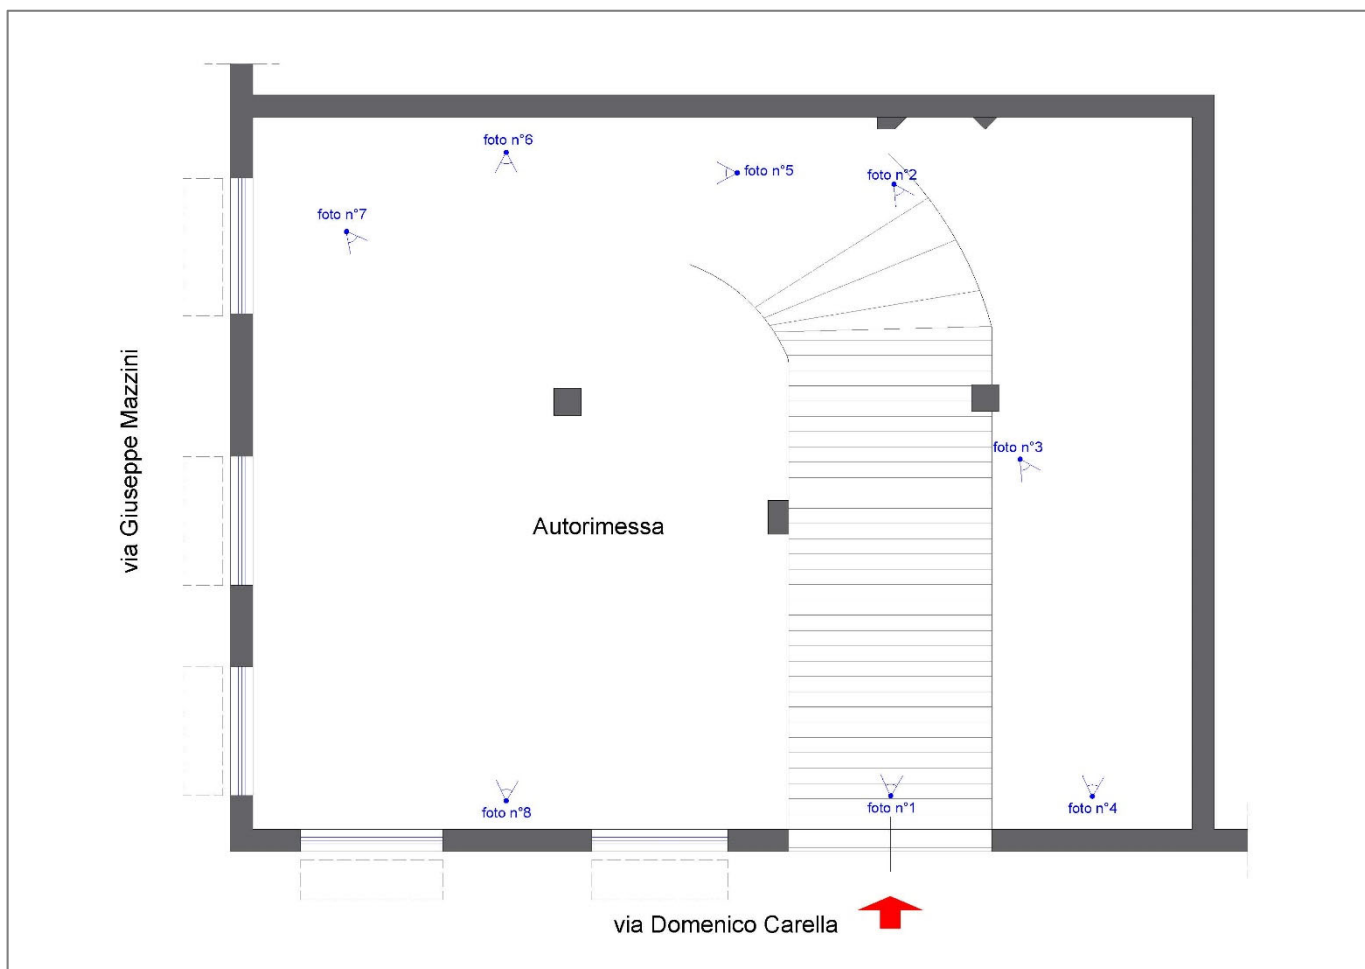 foto n°6
foto n°5
foto n°2
foto n°7
via Giuseppe Mazzini
foto n°3
Autorimessa
foto n°8
foto n°1
foto n°4
via Domenico Carella